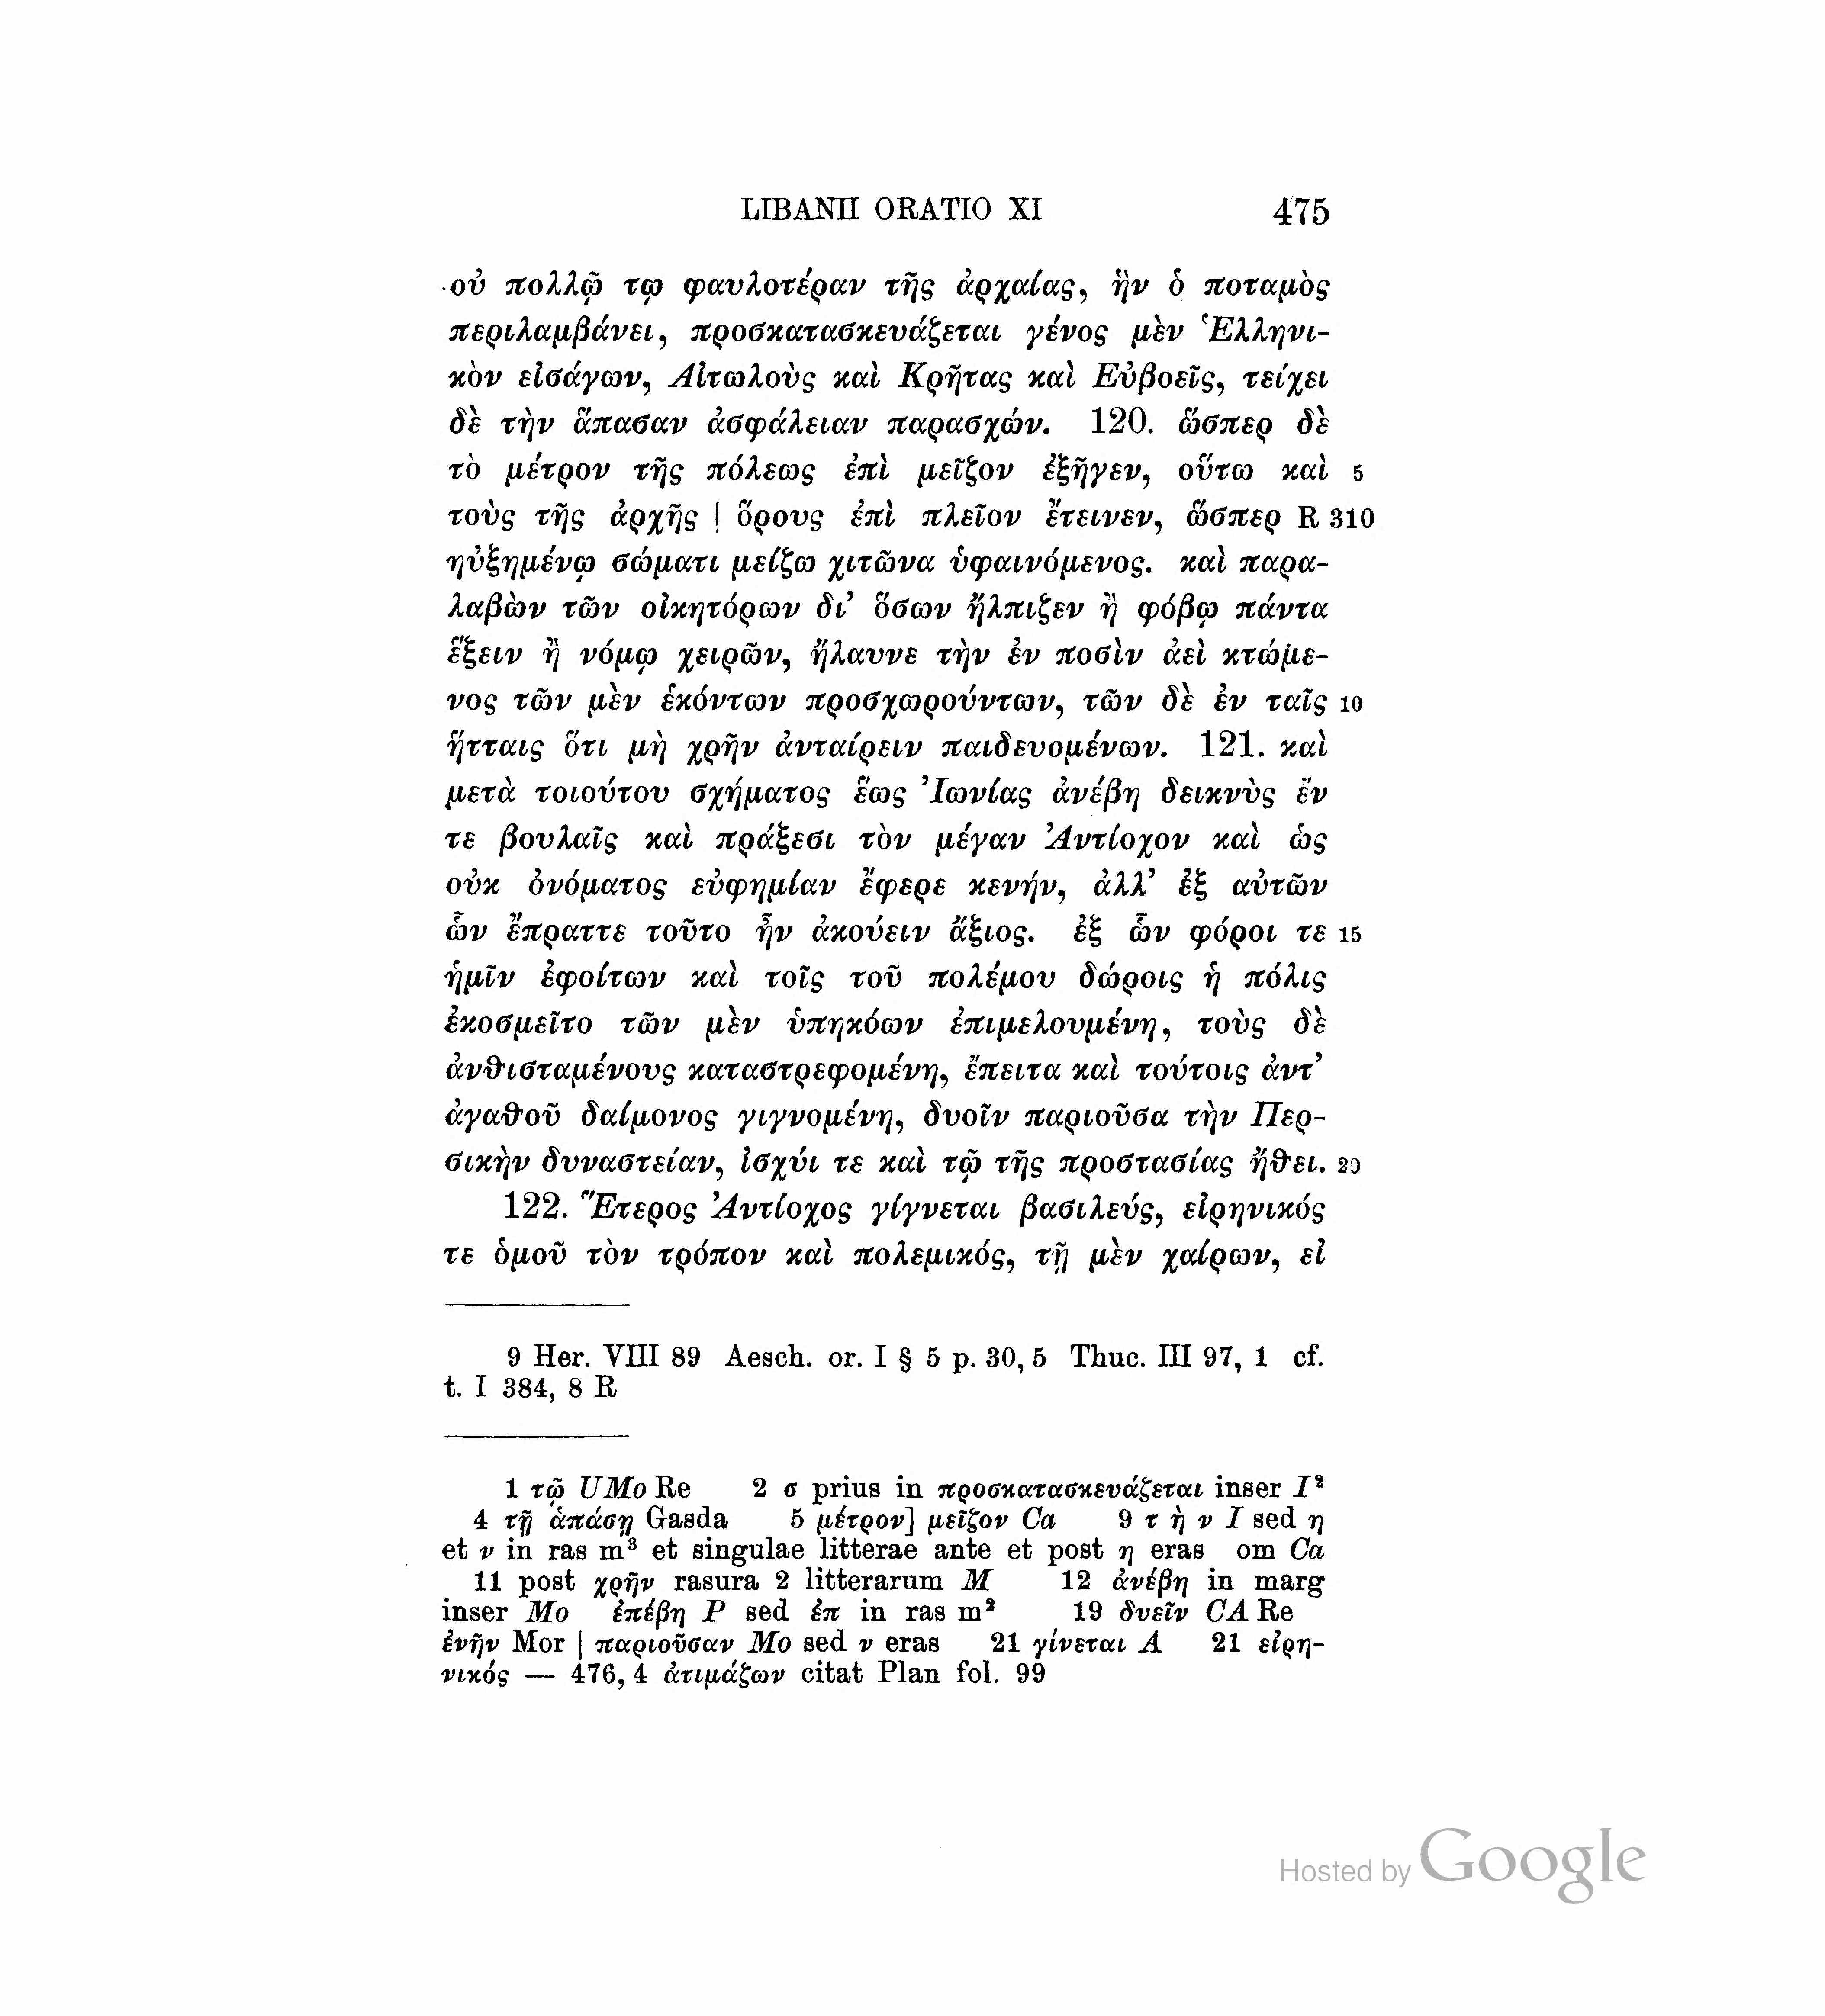 LIBANII ORATIO XI 475
οὐ πολλῷ τῳ φαυλοτέραν τῆς ἀρχαίας, ἣν ὁ ποταμὸς
περιλαμβάνει, προσκατασκευάζεται γένος μὲν Ἑλληνι-
κὸν εἰσάγων, Αἰτωλοὺς καὶ Κρῆτας καὶ Εὐβοεῖς, τείχει
δὲ τὴν ἅπασαν ἀσφάλειαν παρασχών. 120. ὥσπερ δὲ
τὸ μέτρον τῆς πόλεως ἐπὶ μεῖζον ἐξῆγεν, οὕτω καὶ 5
τοὺς τῆς ἀρχῆς | ὅρους ἐπὶ πλεῖον ἔτεινεν, ὥσπερ R 310
ηὐξημένῳ σώματι μείζω χιτῶνα ὑφαινόμενος. καὶ παρα-
λαβὼν τῶν οἰκητόρων δι’ ὅσων ἤλπιζεν ἢ φόβῳ πάντα
ἕξειν ἢ νόμῳ χειρῶν, ἤλαυνε τὴν ἐν ποσὶν ἀεὶ κτώμε-
νος τῶν μὲν ἑκόντων προσχωρούντων, τῶν δὲ ἐν ταῖς 10
ἥτταις ὅτι μὴ χρῆν ἀνταίρειν παιδευομένων. 121. καὶ
μετὰ τοιούτου σχήματος ἕως Ἰωνίας ἀνέβη δεικνὺς ἔν
τε βουλαῖς καὶ πράξεσι τὸν μέγαν Ἀντίοχον καὶ ὡς
οὐκ ὀνόματος εὐφημίαν ἔφερε κενήν, ἀλλ’ ἐξ αὐτῶν
ὧν ἔπραττε τοῦτο ἦν ἀκούειν ἄξιος. ἐξ ὧν φόροι τε 15
ἡμῖν ἐφοίτων καὶ τοῖς τοῦ πολέμου δώροις ἡ πόλις
ἐκοσμεῖτο τῶν μὲν ὑπηκόων ἐπιμελουμένη, τοὺς δὲ
ἀνϑισταμένους καταστρεφομένη, ἔπειτα καὶ τούτοις ἀντ’
ἀγαϑοῦ δαίμονος γιγνομένη, δυοῖν παριοῦσα τὴν Περ-
σικὴν δυναστείαν, ἰσχύι τε καὶ τῷ τῆς προστασίας ἤϑει. 20
122. Ἕτερος Ἀντίοχος γίγνεται βασιλεύς, εἰρηνικός
τε ὁμοῦ τὸν τρόπον καὶ πολεμικός, τῇ μὲν χαίρων, εἰ
9 Her. VIII 89 Aesch. or. I § 5 p. 30, 5 Thuc. III 97, 1 cf.
t. I 384, 8 R
1 τῷ UMo Re 2 σ prius in προσκατασκευάζεται inser I²
4 τῇ ἁπάσῃ Gasda 5 μέτρον] μεῖζον Ca 9 τ ὴ ν I sed η
et ν in ras m³ et singulae litterae ante et post η eras om Ca
11 post χρῆν rasura 2 litterarum M 12 ἀνέβη in marg
inser Mo ἐπέβη P sed ἐπ in ras m² 19 δυεῖν CA Re
ἐνῆν Mor | παριοῦσαν Mo sed ν eras 21 γίνεται A 21 εἰρη-
νικός — 476, 4 ἀτιμάζων citat Plan fol. 99
Hosted by Google